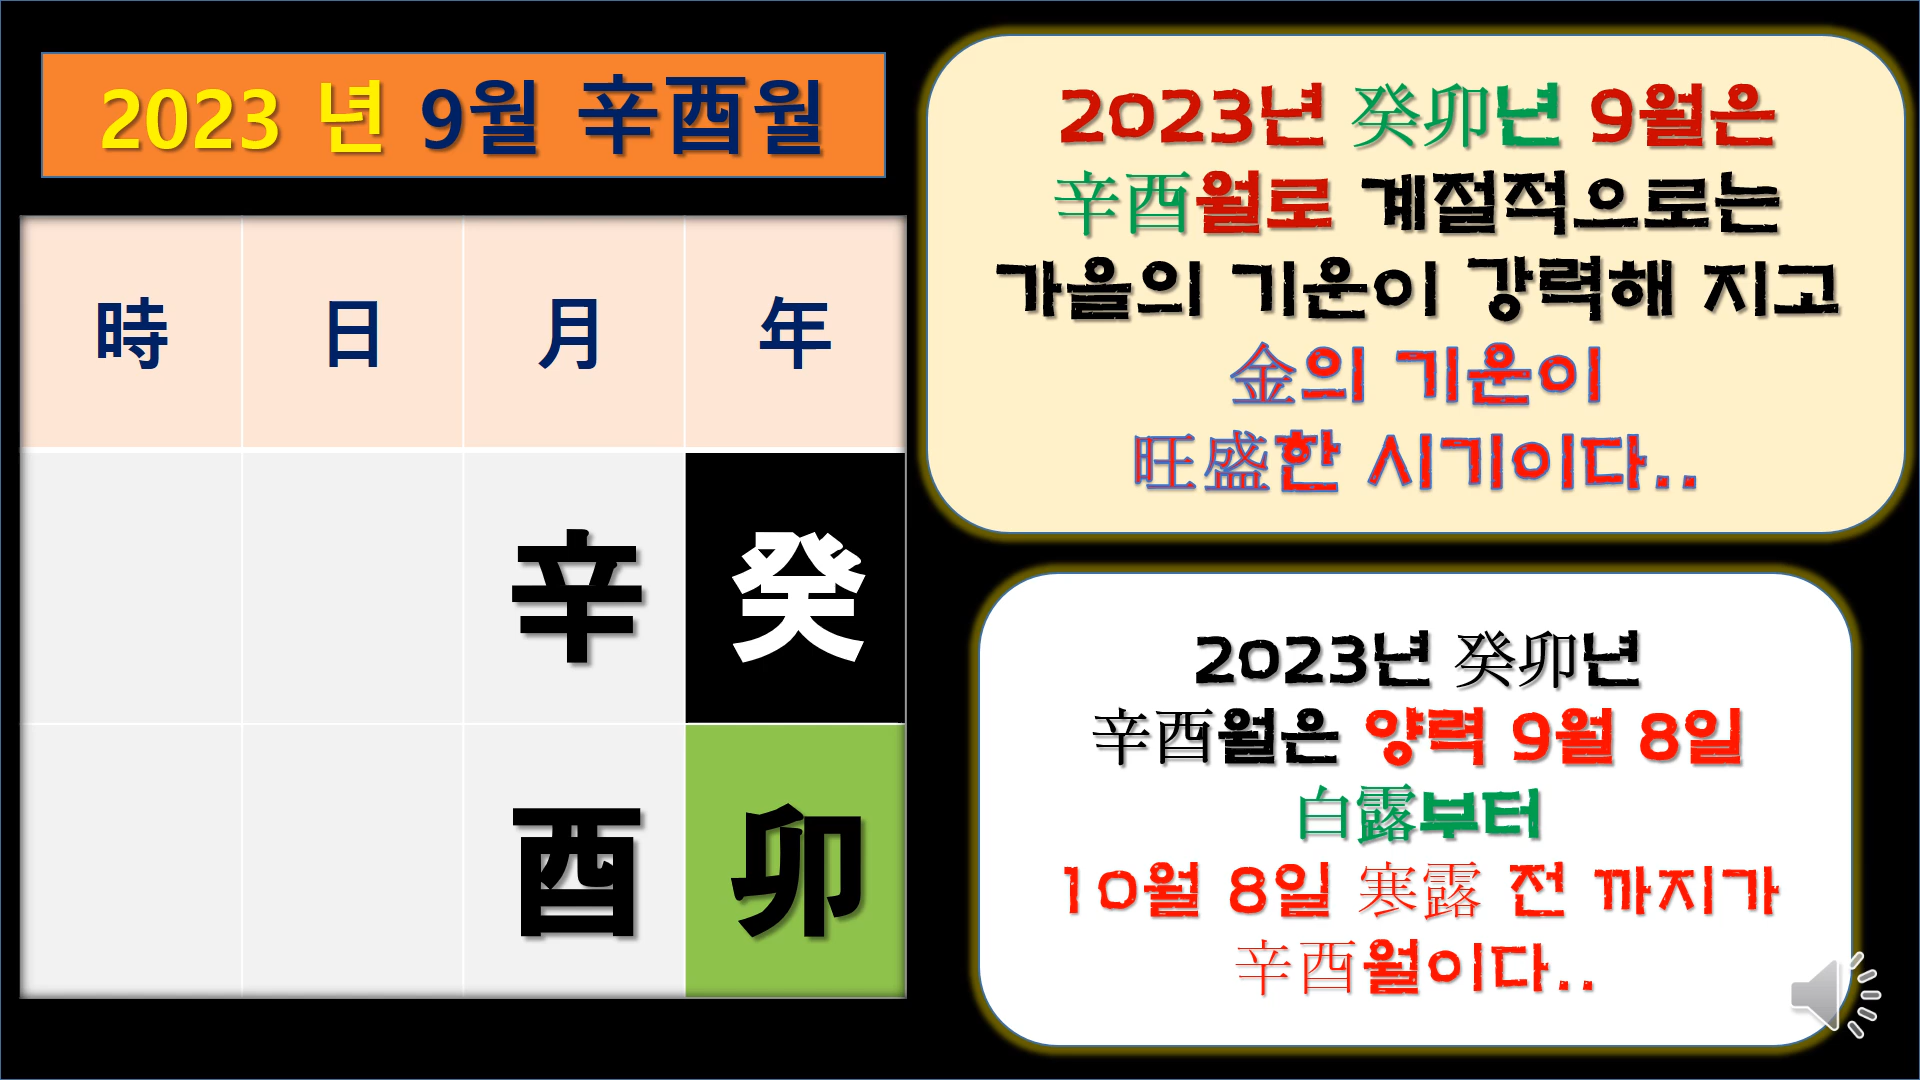 2023 년 9월 辛酉월
時 日 月 年
辛 癸
酉 卯
2023년 癸卯년 9월은
辛酉월로 계절적으로는
가을의 기운이 강력해 지고
金의 기운이
旺盛한 시기이다..
2023년 癸卯년
辛酉월은 양력 9월 8일
白露부터
10월 8일 寒露 전 까지가
辛酉월이다..